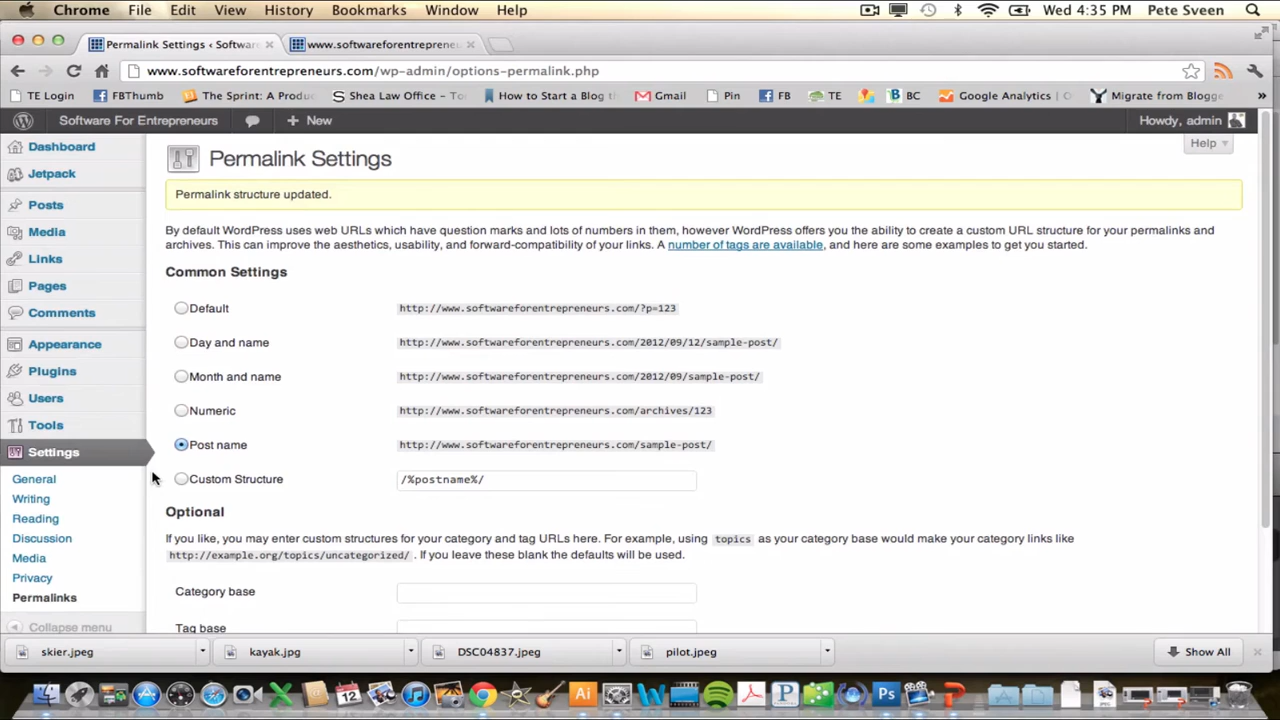 Chrome File Edit View History Bookmarks Window Help Wed 4:35 PM Pete Sveen
Permalink Settings ‹ Softwar www.softwareforentrepreneu
www.softwareforentrepreneurs.com/wp-admin/options-permalink.php
TE Login FBThumb The Sprint: A Produ Shea Law Office - To How to Start a Blog th Gmail Pin FB TE BC Google Analytics | O Migrate from Blogge »
Software For Entrepreneurs + New Howdy, admin
Help
Dashboard
Jetpack
Posts
Media
Links
Pages
Comments
Appearance
Plugins
Users
Tools
Settings
General
Writing
Reading
Discussion
Media
Privacy
Permalinks
Collapse menu
Permalink Settings
Permalink structure updated.
By default WordPress uses web URLs which have question marks and lots of numbers in them, however WordPress offers you the ability to create a custom URL structure for your permalinks and
archives. This can improve the aesthetics, usability, and forward-compatibility of your links. A number of tags are available, and here are some examples to get you started.
Common Settings
Default http://www.softwareforentrepreneurs.com/?p=123
Day and name http://www.softwareforentrepreneurs.com/2012/09/12/sample-post/
Month and name http://www.softwareforentrepreneurs.com/2012/09/sample-post/
Numeric http://www.softwareforentrepreneurs.com/archives/123
Post name http://www.softwareforentrepreneurs.com/sample-post/
Custom Structure /%postname%/
Optional
If you like, you may enter custom structures for your category and tag URLs here. For example, using topics as your category base would make your category links like
http://example.org/topics/uncategorized/ . If you leave these blank the defaults will be used.
Category base
Tag base
skier.jpeg kayak.jpg DSC04837.jpeg pilot.jpeg Show All
12 Ai W P Ps P